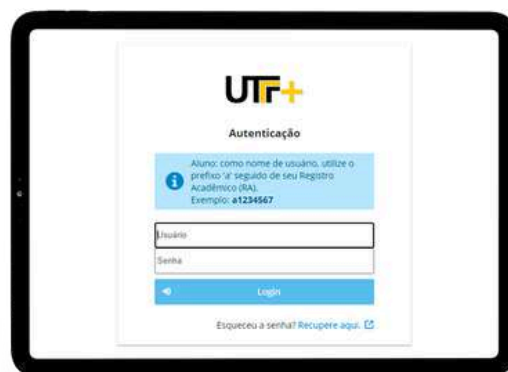 UTF+
Autenticação
Aluno: como nome de usuário, utilize o
prefixo 'a' seguido de seu Registro
Acadêmico (RA).
Exemplo: a1234567
Usuário
Senha
Login
Esqueceu a senha? Recupere aqui.